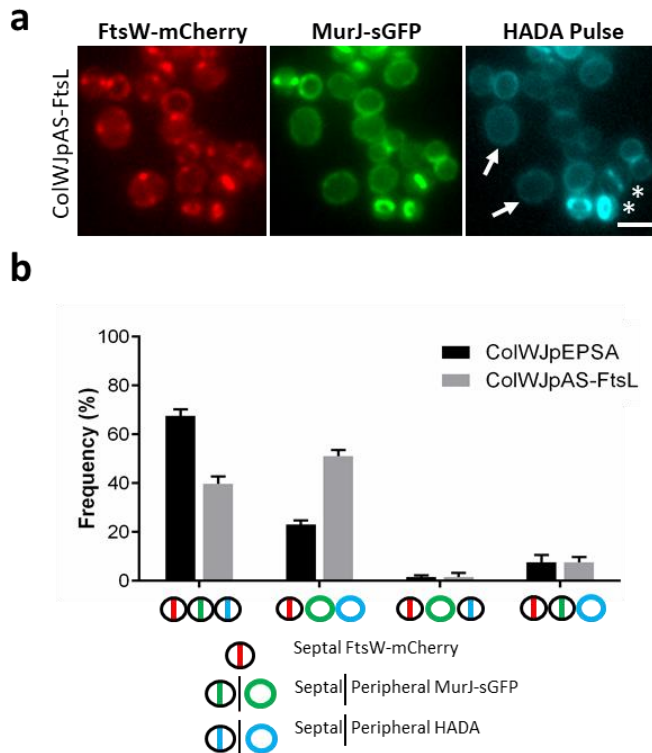 a
FtsW-mCherry MurJ-sGFP HADA Pulse
ColWJpAS-FtsL
* *
b
Frequency (%)
100
80
60
40
20
0
ColWJpEPSA
ColWJpAS-FtsL
Septal FtsW-mCherry
Septal | Peripheral MurJ-sGFP
Septal | Peripheral HADA